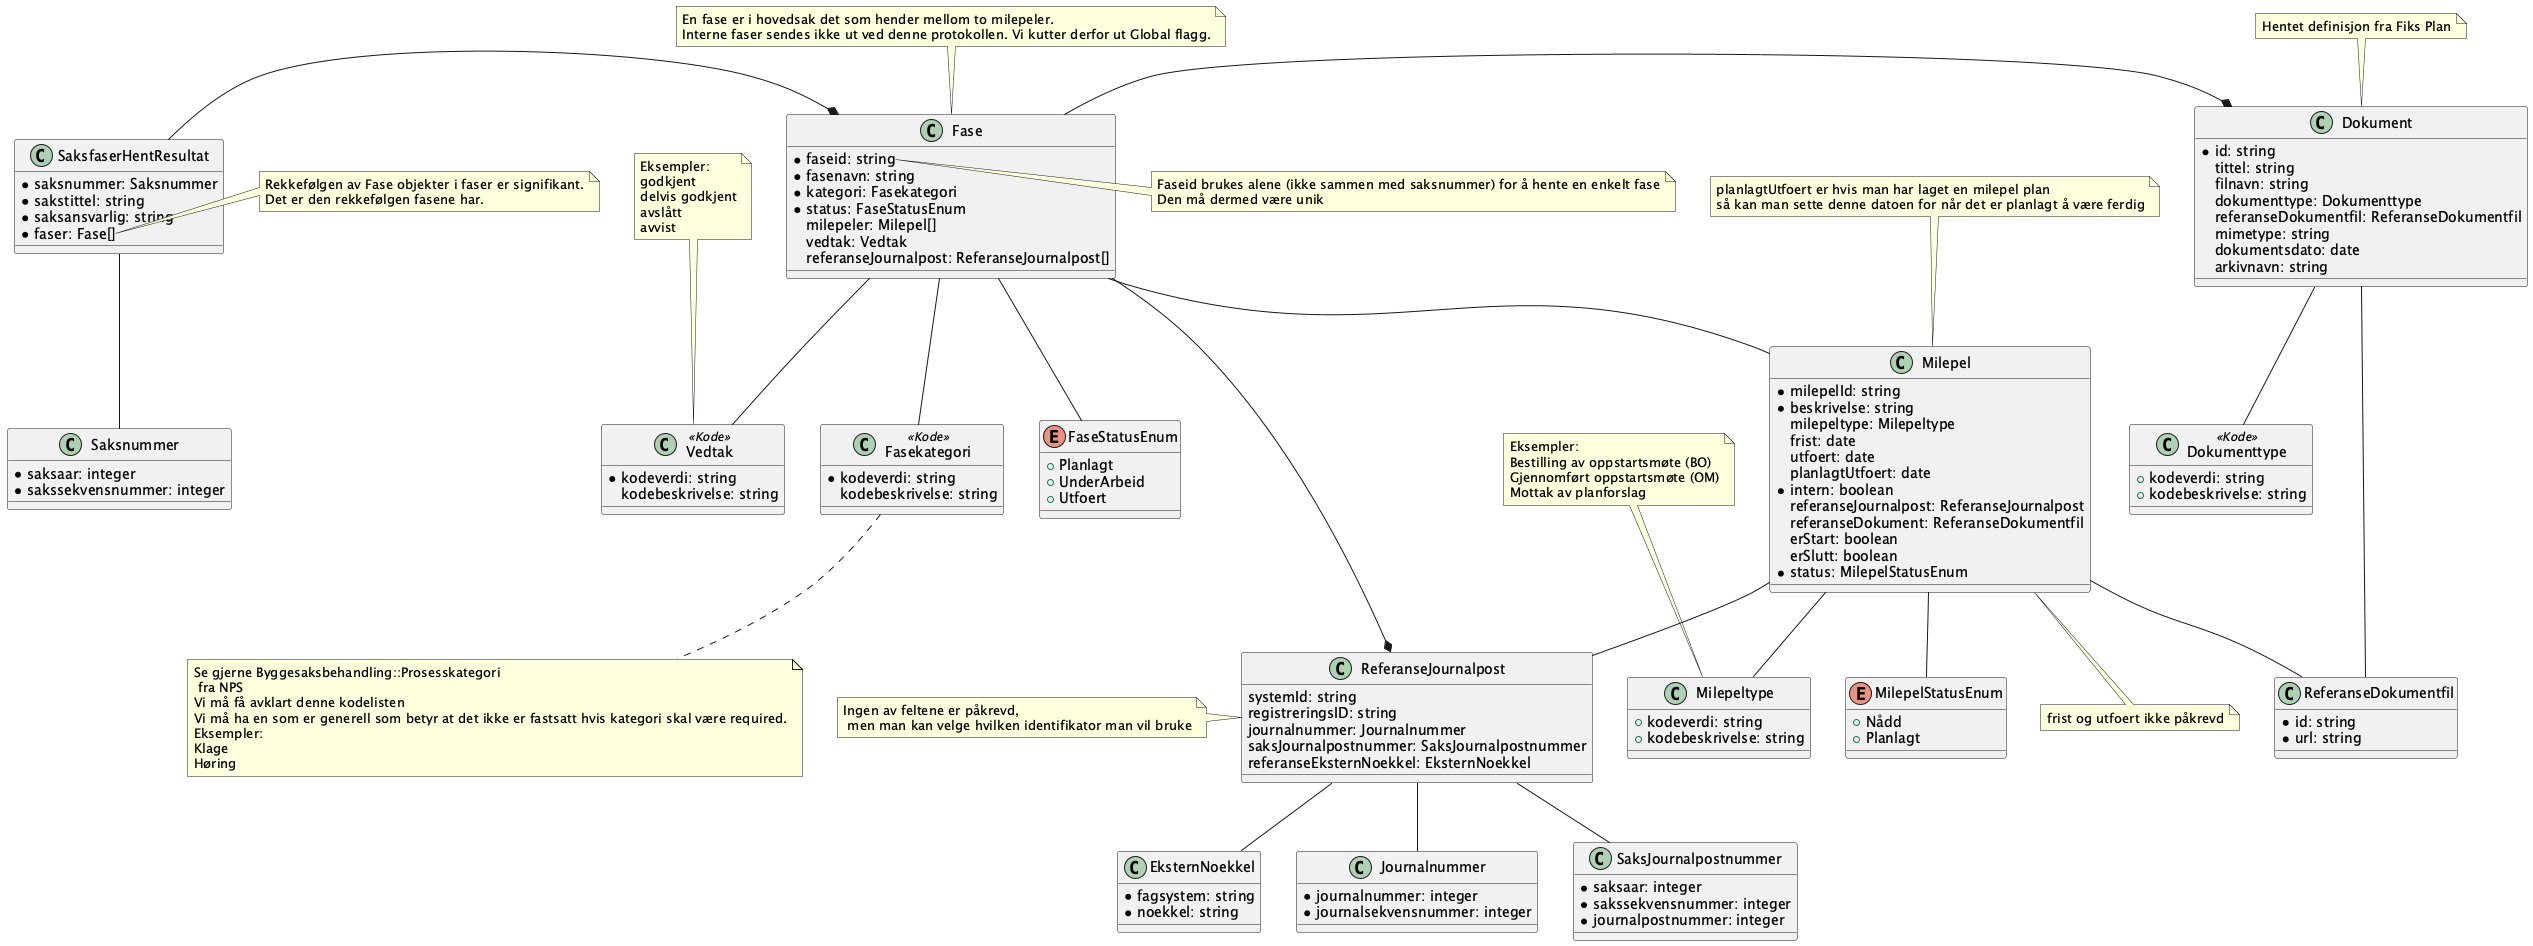 En fase er i hovedsak det som hender mellom to milepeler.
Interne faser sendes ikke ut ved denne protokollen. Vi kutter derfor ut Global flagg.
Hentet definisjon fra Fiks Plan
SaksfaserHentResultat
saksnummer: Saksnummer
sakstittel: string
saksansvarlig: string
faser: Fase[]
Rekkefølgen av Fase objekter i faser er signifikant.
Det er den rekkefølgen fasene har.
Eksempler:
godkjent
delvis godkjent
avslått
avvist
Fase
faseid: string
fasenavn: string
kategori: Fasekategori
status: FaseStatusEnum
milepeler: Milepel[]
vedtak: Vedtak
referanseJournalpost: ReferanseJournalpost[]
Faseid brukes alene (ikke sammen med saksnummer) for å hente en enkelt fase
Den må dermed være unik
planlagtUtfoert er hvis man har laget en milepel plan
så kan man sette denne datoen for når det er planlagt å være ferdig
Dokument
id: string
tittel: string
filnavn: string
dokumenttype: Dokumenttype
referanseDokumentfil: ReferanseDokumentfil
mimetype: string
dokumentsdato: date
arkivnavn: string
Saksnummer
saksaar: integer
sakssekvensnummer: integer
«Kode»
Vedtak
kodeverdi: string
kodebeskrivelse: string
«Kode»
Fasekategori
kodeverdi: string
kodebeskrivelse: string
FaseStatusEnum
Planlagt
UnderArbeid
Utfoert
Eksempler:
Bestilling av oppstartsmøte (BO)
Gjennomført oppstartsmøte (OM)
Mottak av planforslag
Milepel
milepelId: string
beskrivelse: string
milepeltype: Milepeltype
frist: date
utfoert: date
planlagtUtfoert: date
intern: boolean
referanseJournalpost: ReferanseJournalpost
referanseDokument: ReferanseDokumentfil
erStart: boolean
erSlutt: boolean
status: MilepelStatusEnum
«Kode»
Dokumenttype
kodeverdi: string
kodebeskrivelse: string
Se gjerne Byggesaksbehandling::Prosesskategori
fra NPS
Vi må få avklart denne kodelisten
Vi må ha en som er generell som betyr at det ikke er fastsatt hvis kategori skal være required.
Eksempler:
Klage
Høring
Ingen av feltene er påkrevd,
men man kan velge hvilken identifikator man vil bruke
ReferanseJournalpost
systemId: string
registreringsID: string
journalnummer: Journalnummer
saksJournalpostnummer: SaksJournalpostnummer
referanseEksternNoekkel: EksternNoekkel
Milepeltype
kodeverdi: string
kodebeskrivelse: string
MilepelStatusEnum
Nådd
Planlagt
frist og utfoert ikke påkrevd
ReferanseDokumentfil
id: string
url: string
EksternNoekkel
fagsystem: string
noekkel: string
Journalnummer
journalnummer: integer
journalsekvensnummer: integer
SaksJournalpostnummer
saksaar: integer
sakssekvensnummer: integer
journalpostnummer: integer